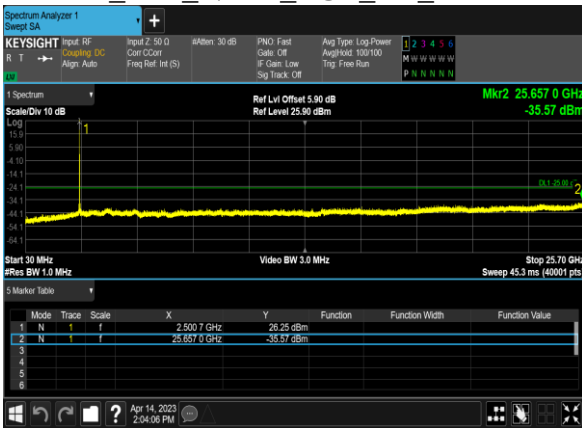 Spectrum Analyzer 1
Swept SA
KEYSIGHT Input: RF Input Z: 50 Ω #Atten: 30 dB PNO: Fast Avg Type: Log-Power 1 2 3 4 5 6
R T Coupling: DC Corr CCorr Gate: Off Avg|Hold: 100/100 M W W W W W
Align: Auto Freq Ref: Int (S) IF Gain: Low Trig: Free Run
Sig Track: Off P N N N N N
LW
1 Spectrum Ref Lvl Offset 5.90 dB Mkr2 25.657 0 GHz
Scale/Div 10 dB Ref Level 25.90 dBm -35.57 dBm
Log
15.9
5.90
-4.10
-14.1
-24.1
-34.1
-44.1
-54.1
-64.1
1
DL1 -25.00
2
Start 30 MHz Video BW 3.0 MHz Stop 25.70 GHz
#Res BW 1.0 MHz Sweep 45.3 ms (40001 pts
5 Marker Table
Mode Trace Scale X Y Function Function Width Function Value
1 N 1 f 2.500 7 GHz 26.25 dBm
2 N 1 f 25.657 0 GHz -35.57 dBm
3
4
5
6
? Apr 14, 2023
2:04:06 PM